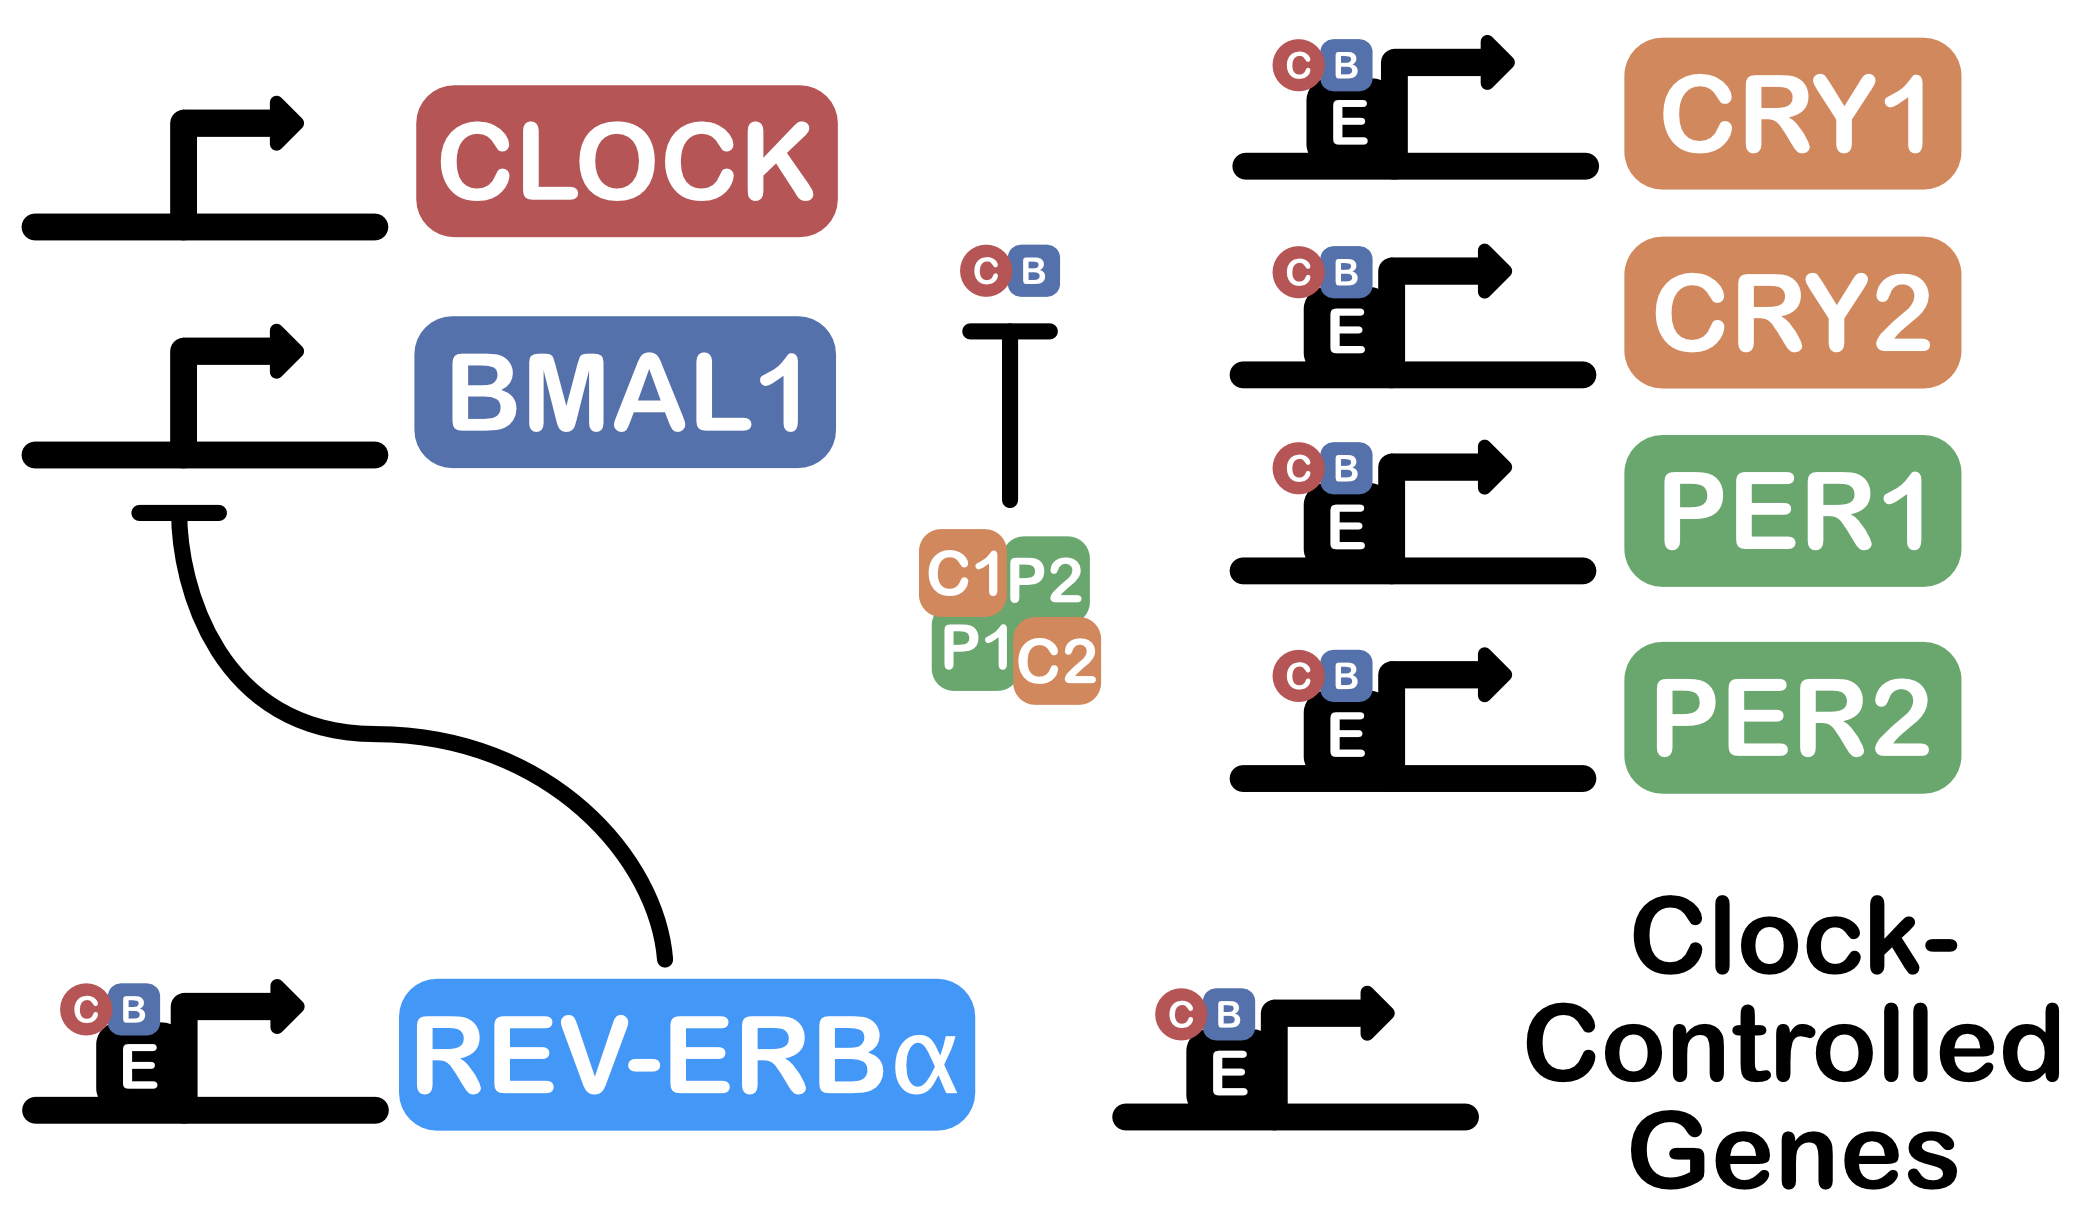 CLOCK
BMAL1
C B
C1 P2
P1 C2
C B
E
REV-ERBα
C B
E
CRY1
C B
E
CRY2
C B
E
PER1
C B
E
PER2
C B
E
Clock-
Controlled
Genes